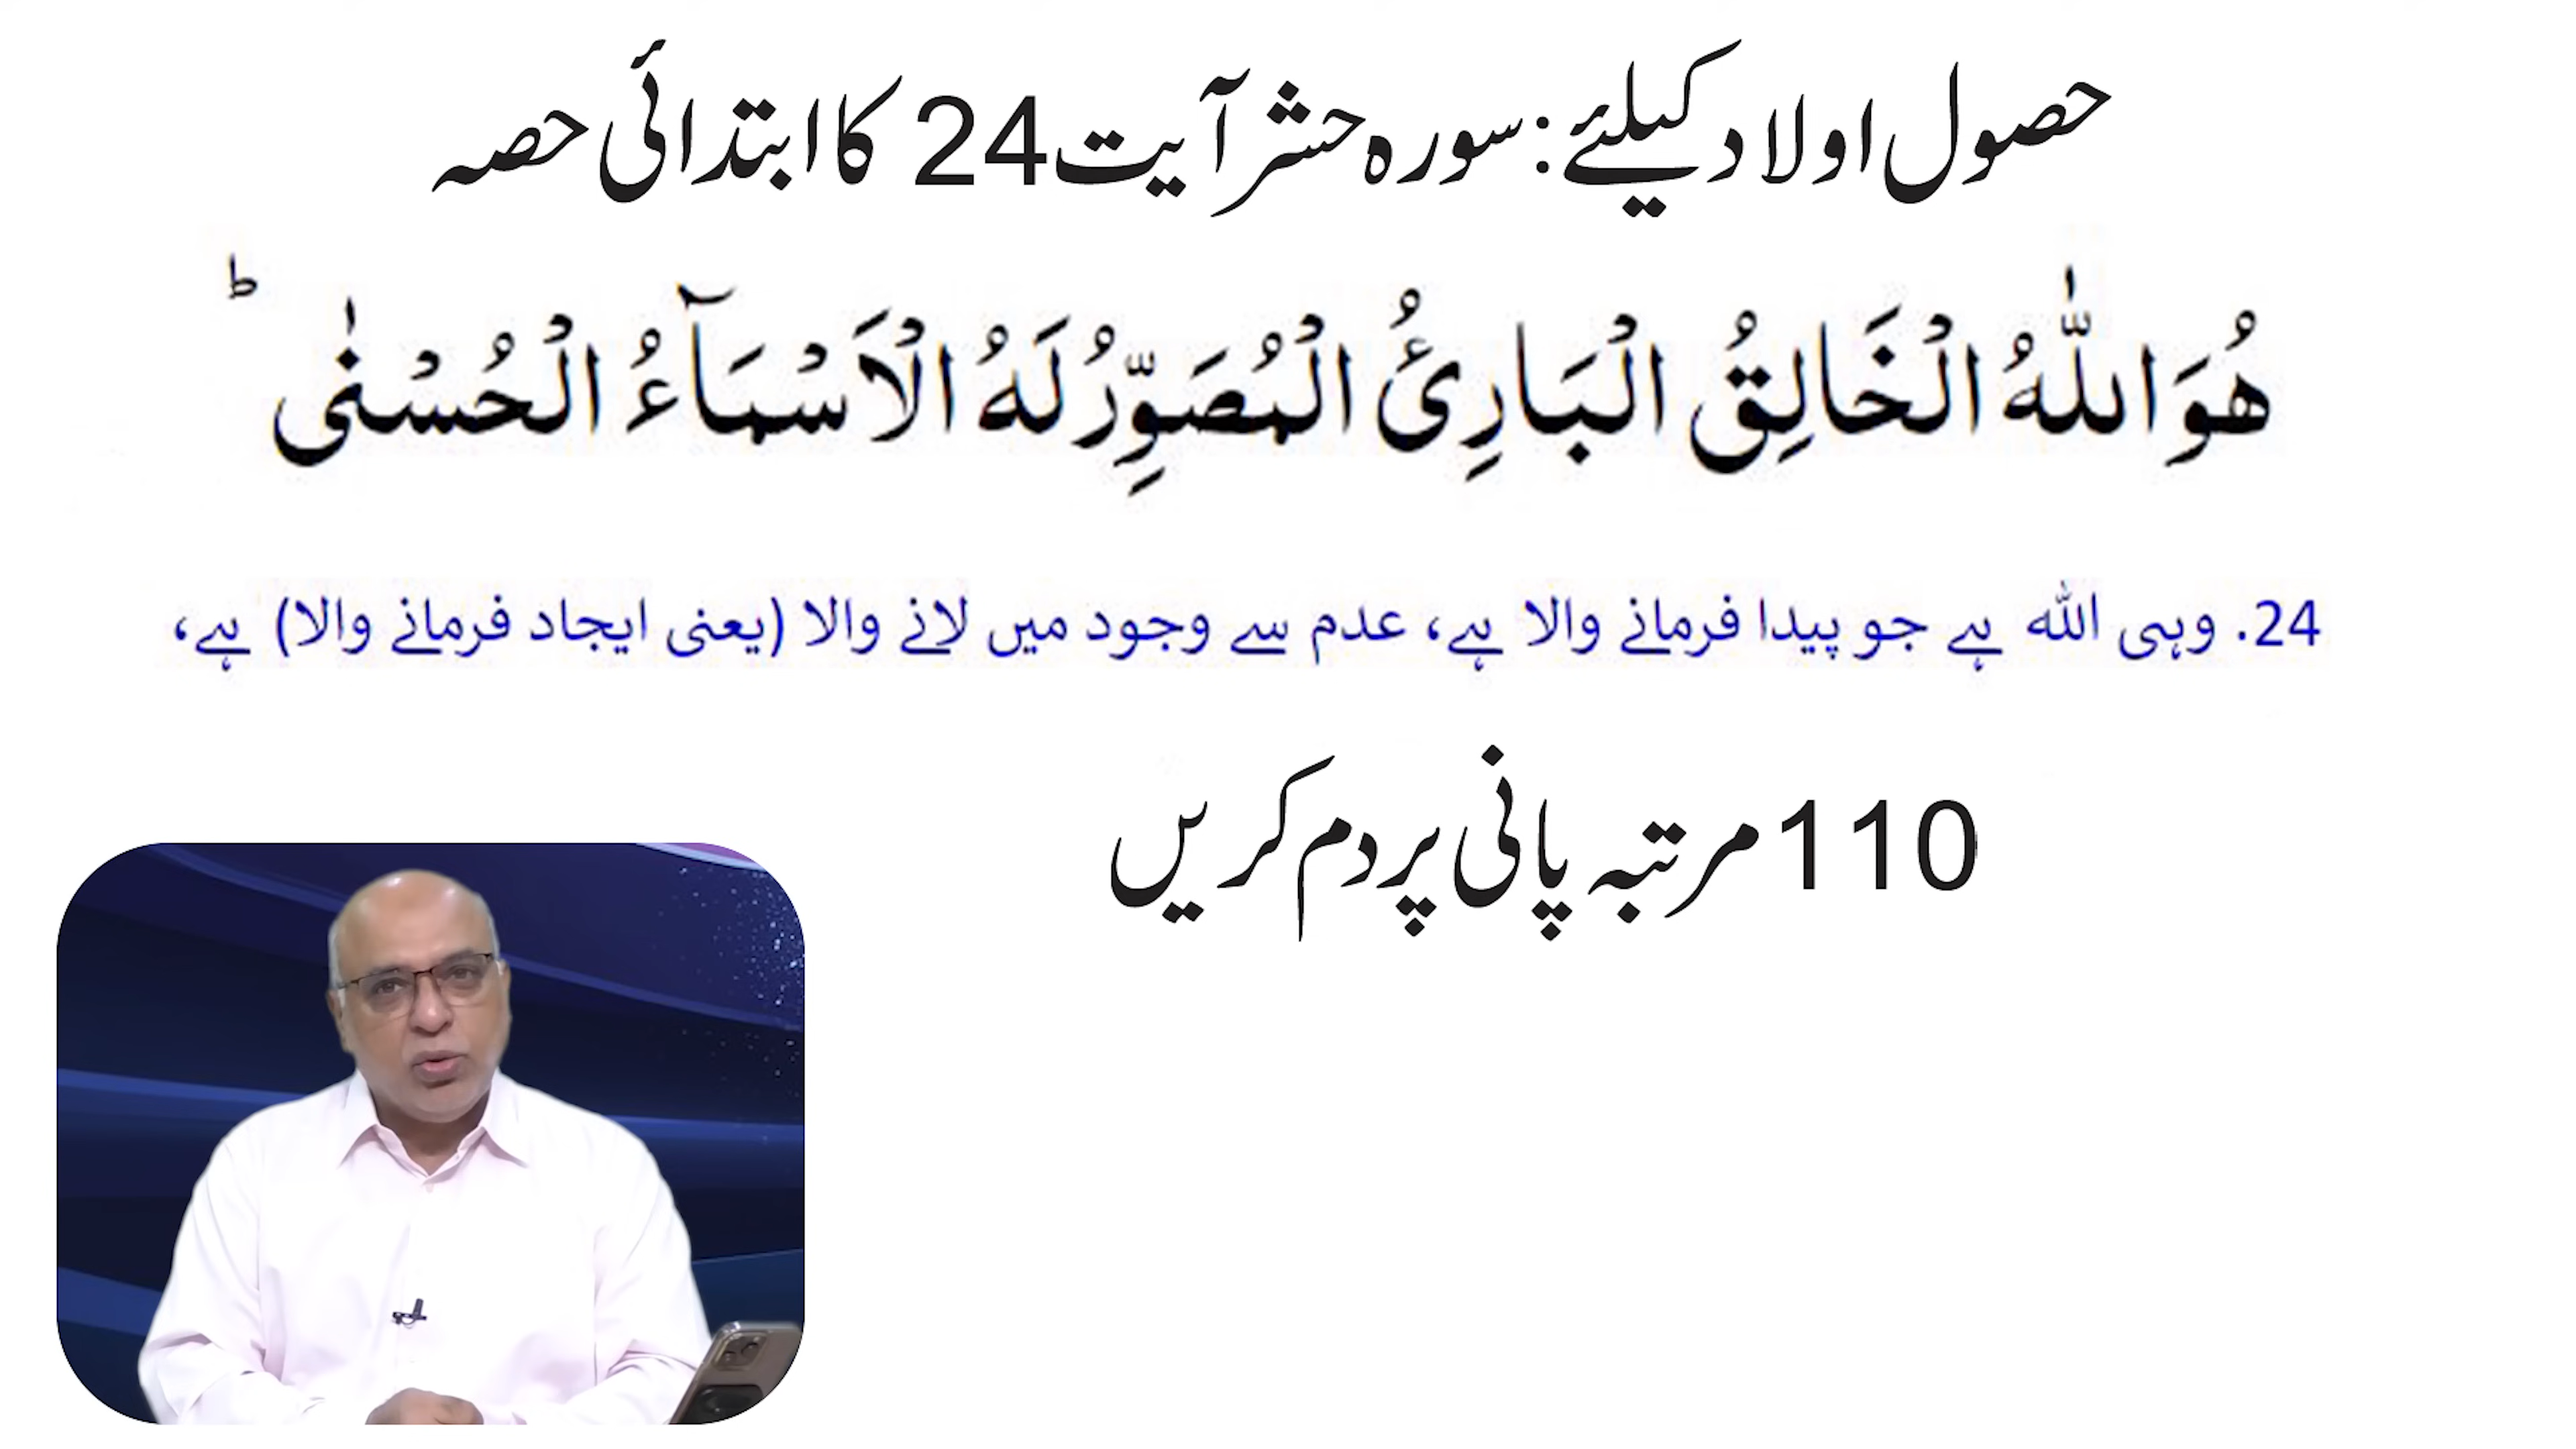 حصول اولاد کیلئے: سورہ حشر آیت 24 کا ابتدائی حصہ
هُوَ اللّٰهُ الْخَالِقُ الْبَارِئُ الْمُصَوِّرُ لَهُ الْاَسْمَآءُ الْحُسْنٰى ؕ
24. وہی اللہ ہے جو پیدا فرمانے والا ہے، عدم سے وجود میں لانے والا (یعنی ایجاد فرمانے والا) ہے،
110 مرتبہ پانی پر دم کریں